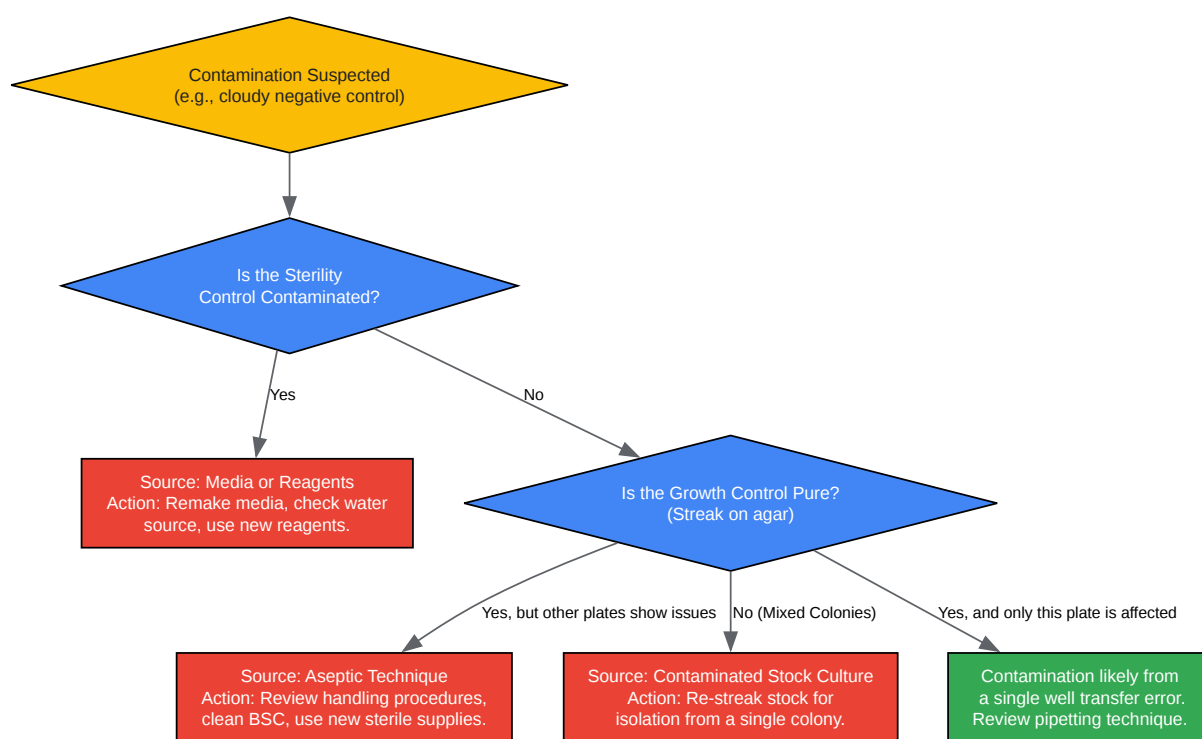 Contamination Suspected
(e.g., cloudy negative control)
Is the Sterility
Control Contaminated?
Yes
No
Source: Media or Reagents
Action: Remake media, check water
source, use new reagents.
Is the Growth Control Pure?
(Streak on agar)
Yes, but other plates show issues
No (Mixed Colonies)
Yes, and only this plate is affected
Source: Aseptic Technique
Action: Review handling procedures,
clean BSC, use new sterile supplies.
Source: Contaminated Stock Culture
Action: Re-streak stock for
isolation from a single colony.
Contamination likely from
a single well transfer error.
Review pipetting technique.